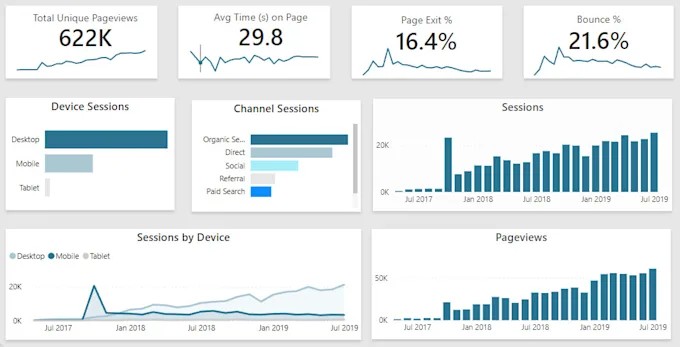 Total Unique Pageviews
622K
Avg Time (s) on Page
29.8
Page Exit %
16.4%
Bounce %
21.6%
Device Sessions
Desktop
Mobile
Tablet
Channel Sessions
Organic Se...
Direct
Social
Referral
Paid Search
Sessions
20K
0K
Jul 2017 Jan 2018 Jul 2018 Jan 2019 Jul 2019
Sessions by Device
Desktop Mobile Tablet
20K
0K
Jul 2017 Jan 2018 Jul 2018 Jan 2019 Jul 2019
Pageviews
50K
0K
Jul 2017 Jan 2018 Jul 2018 Jan 2019 Jul 2019